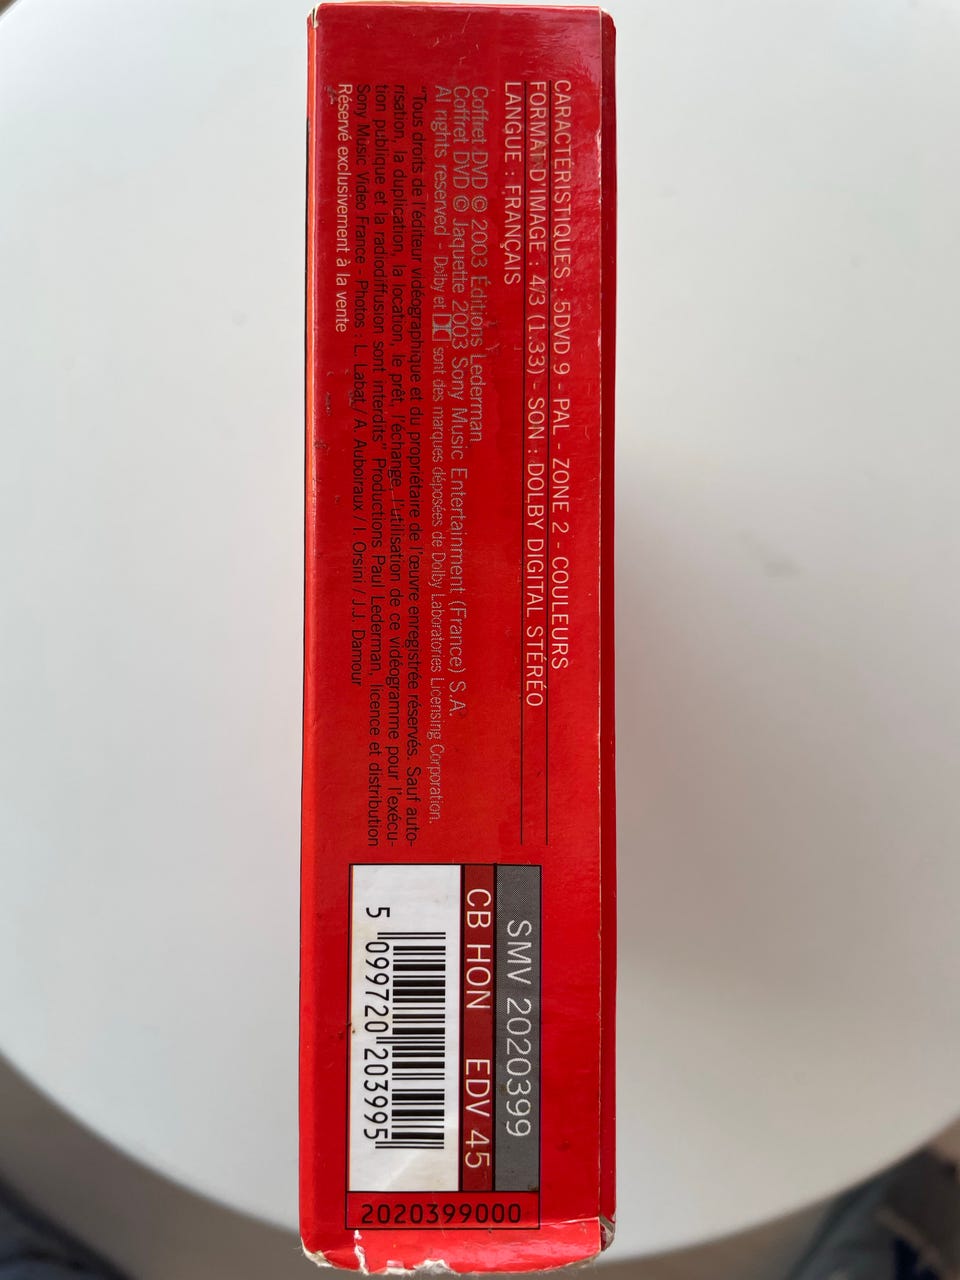 CARACTÉRISTIQUES : 5DVD 9 - PAL - ZONE 2 - COULEURS
FORMAT D'IMAGE : 4/3 (1.33) - SON : DOLBY DIGITAL STÉRÉO
LANGUE : FRANÇAIS
Coffret DVD © 2003 Éditions Lederman
Coffret DVD © Jaquette 2003 Sony Music Entertainment (France) S.A.
Al rights reserved - Dolby et sont des marques déposées de Dolby Laboratories Licensing Corporation.
"Tous droits de l'éditeur vidéographique et du propriétaire de l'œuvre enregistrée réservés. Sauf auto-
risation, la duplication, la location, le prêt, l'échange, l'utilisation de ce vidéogramme pour l'exécu-
tion publique et la radiodiffusion sont interdits" Productions Paul Lederman, licence et distribution
Sony Music Video France - Photos : L. Labat / A. Auboiraux / I. Orsini / J.J. Damour
Réservé exclusivement à la vente
SMV 2020399
CB HON EDV 45
5 099720 203995
2020399000